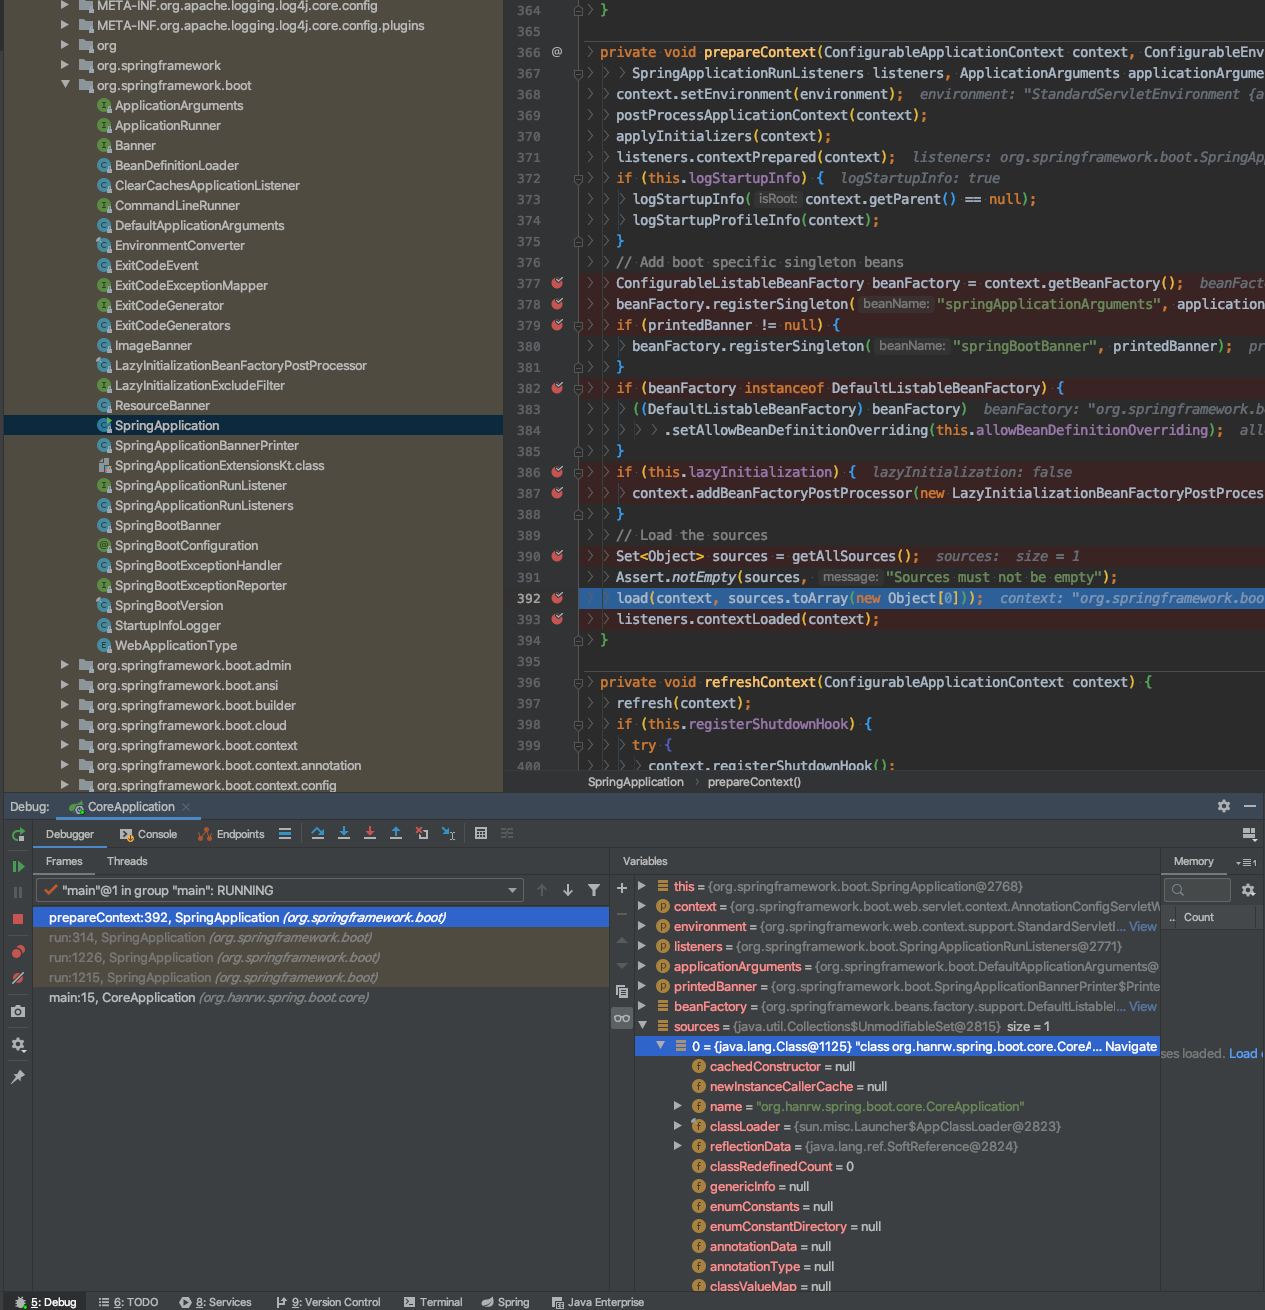 META-INF.org.apache.logging.log4j.core.config
META-INF.org.apache.logging.log4j.core.config.plugins
org
org.springframework
org.springframework.boot
ApplicationArguments
ApplicationRunner
Banner
BeanDefinitionLoader
ClearCachesApplicationListener
CommandLineRunner
DefaultApplicationArguments
EnvironmentConverter
ExitCodeEvent
ExitCodeExceptionMapper
ExitCodeGenerator
ExitCodeGenerators
ImageBanner
LazyInitializationBeanFactoryPostProcessor
LazyInitializationExcludeFilter
ResourceBanner
SpringApplication
SpringApplicationBannerPrinter
SpringApplicationExtensionsKt.class
SpringApplicationRunListener
SpringApplicationRunListeners
SpringBootBanner
SpringBootConfiguration
SpringBootExceptionHandler
SpringBootExceptionReporter
SpringBootVersion
StartupInfoLogger
WebApplicationType
org.springframework.boot.admin
org.springframework.boot.ansi
org.springframework.boot.builder
org.springframework.boot.cloud
org.springframework.boot.context
org.springframework.boot.context.annotation
org.springframework.boot.context.config
364 }
365
366 @ private void prepareContext(ConfigurableApplicationContext context, ConfigurableEnv
367 SpringApplicationRunListeners listeners, ApplicationArguments applicationArgume
368 context.setEnvironment(environment); environment: "StandardServletEnvironment {a
369 postProcessApplicationContext(context);
370 applyInitializers(context);
371 listeners.contextPrepared(context); listeners: org.springframework.boot.SpringAp
372 if (this.logStartupInfo) { logStartupInfo: true
373 logStartupInfo( isRoot: context.getParent() == null);
374 logStartupProfileInfo(context);
375 }
376 // Add boot specific singleton beans
377 ConfigurableListableBeanFactory beanFactory = context.getBeanFactory(); beanFact
378 beanFactory.registerSingleton( beanName: "springApplicationArguments", application
379 if (printedBanner != null) {
380 beanFactory.registerSingleton( beanName: "springBootBanner", printedBanner); pr
381 }
382 if (beanFactory instanceof DefaultListableBeanFactory) {
383 ((DefaultListableBeanFactory) beanFactory) beanFactory: "org.springframework.b
384 .setAllowBeanDefinitionOverriding(this.allowBeanDefinitionOverriding); all
385 }
386 if (this.lazyInitialization) { lazyInitialization: false
387 context.addBeanFactoryPostProcessor(new LazyInitializationBeanFactoryPostProces
388 }
389 // Load the sources
390 Set<Object> sources = getAllSources(); sources: size = 1
391 Assert.notEmpty(sources, message: "Sources must not be empty");
392 load(context, sources.toArray(new Object[0])); context: "org.springframework.boo
393 listeners.contextLoaded(context);
394 }
395
396 private void refreshContext(ConfigurableApplicationContext context) {
397 refresh(context);
398 if (this.registerShutdownHook) {
399 try {
400 context.registerShutdownHook();
SpringApplication › prepareContext()
Debug: CoreApplication ×
Debugger Console Endpoints
Frames Threads
"main"@1 in group "main": RUNNING
prepareContext:392, SpringApplication (org.springframework.boot)
run:314, SpringApplication (org.springframework.boot)
run:1226, SpringApplication (org.springframework.boot)
run:1215, SpringApplication (org.springframework.boot)
main:15, CoreApplication (org.hanrw.spring.boot.core)
Variables
this = {org.springframework.boot.SpringApplication@2768}
context = {org.springframework.boot.web.servlet.context.AnnotationConfigServletW
environment = {org.springframework.web.context.support.StandardServletE... View
listeners = {org.springframework.boot.SpringApplicationRunListeners@2771}
applicationArguments = {org.springframework.boot.DefaultApplicationArguments@
printedBanner = {org.springframework.boot.SpringApplicationBannerPrinter$Printe
beanFactory = {org.springframework.beans.factory.support.DefaultListableB... View
sources = {java.util.Collections$UnmodifiableSet@2815} size = 1
0 = {java.lang.Class@1125} "class org.hanrw.spring.boot.core.CoreA... Navigate
cachedConstructor = null
newInstanceCallerCache = null
name = "org.hanrw.spring.boot.core.CoreApplication"
classLoader = {sun.misc.Launcher$AppClassLoader@2823}
reflectionData = {java.lang.ref.SoftReference@2824}
classRedefinedCount = 0
genericInfo = null
enumConstants = null
enumConstantDirectory = null
annotationData = null
annotationType = null
classValueMap = null
Memory
.. Count
ses loaded. Load
5: Debug 6: TODO 8: Services 9: Version Control Terminal Spring Java Enterprise